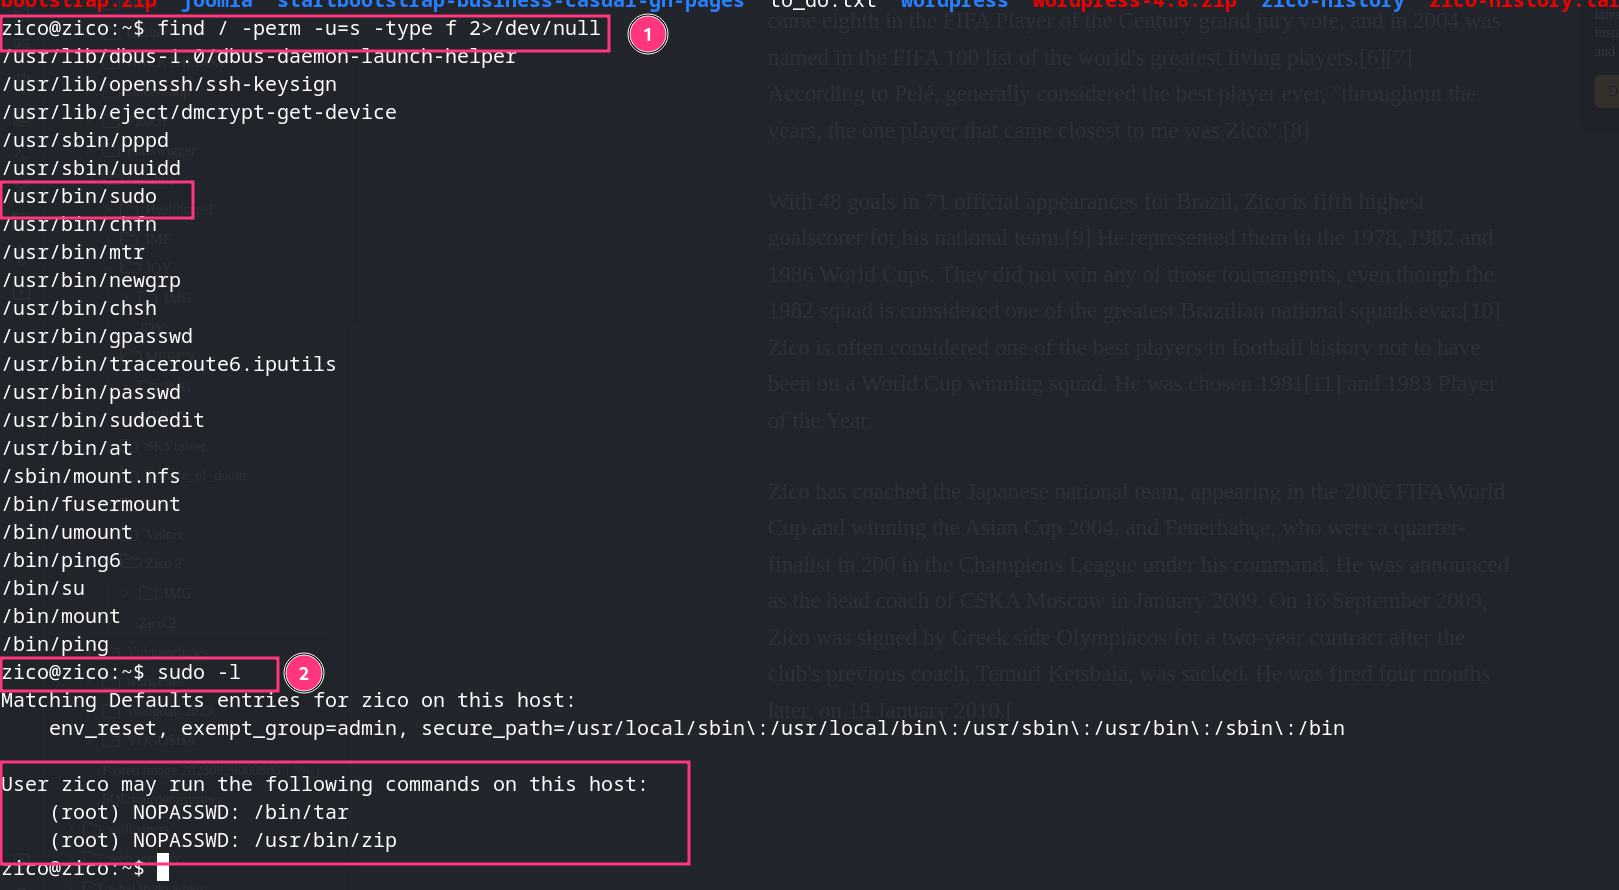 bootstrap.zip joomla startbootstrap-business-casual-gh-pages to_do.txt wordpress wordpress-4.8.zip zico-history zico-history.tar
zico@zico:~$ find / -perm -u=s -type f 2>/dev/null
1
/usr/lib/dbus-1.0/dbus-daemon-launch-helper
/usr/lib/openssh/ssh-keysign
/usr/lib/eject/dmcrypt-get-device
/usr/sbin/pppd
/usr/sbin/uuidd
/usr/bin/sudo
/usr/bin/chfn
/usr/bin/mtr
/usr/bin/newgrp
/usr/bin/chsh
/usr/bin/gpasswd
/usr/bin/traceroute6.iputils
/usr/bin/passwd
/usr/bin/sudoedit
/usr/bin/at
/sbin/mount.nfs
/bin/fusermount
/bin/umount
/bin/ping6
/bin/su
/bin/mount
/bin/ping
zico@zico:~$ sudo -l
2
Matching Defaults entries for zico on this host:
env_reset, exempt_group=admin, secure_path=/usr/local/sbin\:/usr/local/bin\:/usr/sbin\:/usr/bin\:/sbin\:/bin
User zico may run the following commands on this host:
(root) NOPASSWD: /bin/tar
(root) NOPASSWD: /usr/bin/zip
zico@zico:~$
came eighth in the FIFA Player of the Century grand jury vote, and in 2004 was
named in the FIFA 100 list of the world's greatest living players.[6][7]
According to Pelé, generally considered the best player ever, "throughout the
years, the one player that came closest to me was Zico".[8]
With 48 goals in 71 official appearances for Brazil, Zico is fifth highest
goalscorer for his national team.[9] He represented them in the 1978, 1982 and
1986 World Cups. They did not win any of those tournaments, even though the
1982 squad is considered one of the greatest Brazilian national squads ever.[10]
Zico is often considered one of the best players in football history not to have
been on a World Cup winning squad. He was chosen 1981[11] and 1983 Player
of the Year.
Zico has coached the Japanese national team, appearing in the 2006 FIFA World
Cup and winning the Asian Cup 2004, and Fenerbahçe, who were a quarter-
finalist in 200 in the Champions League under his command. He was announced
as the head coach of CSKA Moscow in January 2009. On 16 September 2009,
Zico was signed by Greek side Olympiacos for a two-year contract after the
club's previous coach, Temuri Ketsbaia, was sacked. He was fired four months
later, on 19 January 2010.[
IMF
JOY
IMG
SKYtower
Vulnix
Zico 2
IMG
Zico 2